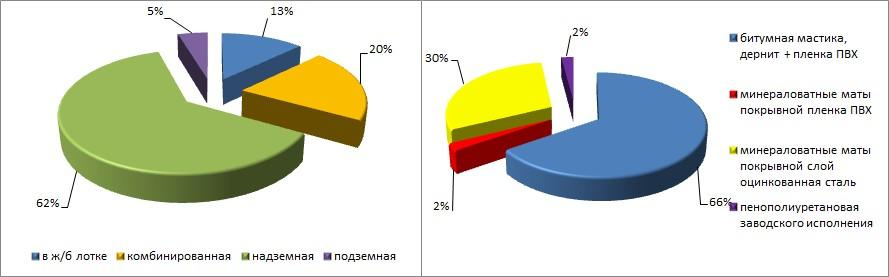 5%
13%
20%
62%
в ж/б лотке
комбинированная
надземная
подземная
2%
30%
2%
66%
битумная мастика,
дернит + пленка ПВХ
минераловатные маты
покрывной пленка ПВХ
минераловатные маты
покрывной слой
оцинкованная сталь
пенополиуретановая
заводского исполнения